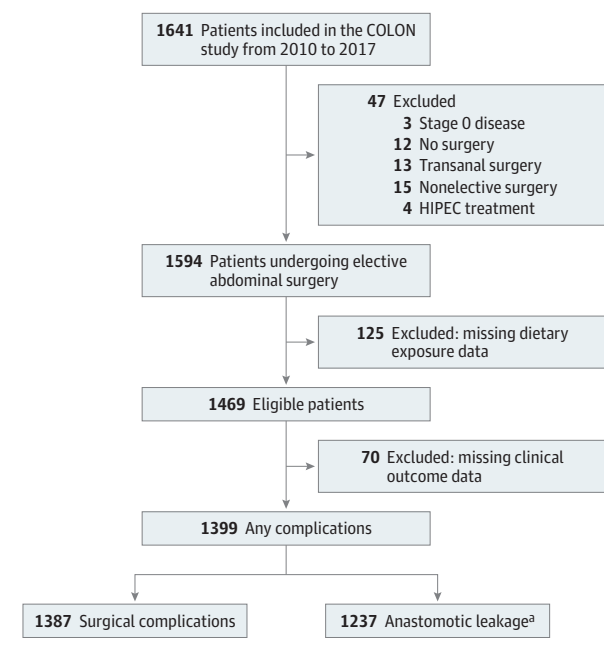 1641 Patients included in the COLON
study from 2010 to 2017
47 Excluded
3 Stage 0 disease
12 No surgery
13 Transanal surgery
15 Nonelective surgery
4 HIPEC treatment
1594 Patients undergoing elective
abdominal surgery
125 Excluded: missing dietary
exposure data
1469 Eligible patients
70 Excluded: missing clinical
outcome data
1399 Any complications
1387 Surgical complications
1237 Anastomotic leakageᵃ